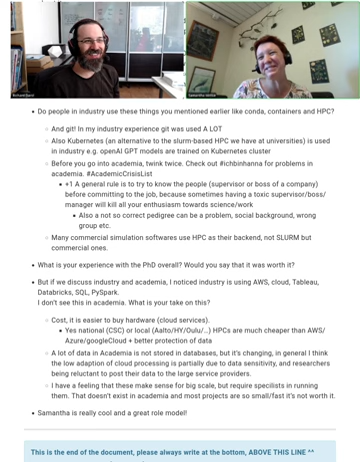 Do people in industry use these things you mentioned earlier like conda, containers and HPC?
And git! In my industry experience git was used A LOT
Also Kubernetes (an alternative to the slurm-based HPC we have at universities) is used
in industry e.g. openAI GPT models are trained on Kubernetes cluster
Before you go into academia, twink twice. Check out #ichbinhanna for problems in
academia. #AcademicCrisisList
+1 A general rule is to try to know the people (supervisor or boss of a company)
before committing to the job, because sometimes having a toxic supervisor/boss/
manager will kill all your enthusiasm towards science/work
Also a not so correct pedigree can be a problem, social background, wrong
group etc.
Many commercial simulation softwares use HPC as their backend, not SLURM but
commercial ones.
What is your experience with the PhD overall? Would you say that it was worth it?
But if we discuss industry and academia, I noticed industry is using AWS, cloud, Tableau,
Databricks, SQL, PySpark.
I don't see this in academia. What is your take on this?
Cost, it is easier to buy hardware (cloud services).
Yes national (CSC) or local (Aalto/HY/Oulu/..) HPCs are much cheaper than AWS/
Azure/googleCloud + better protection of data
A lot of data in Academia is not stored in databases, but it's changing, in general I think
the low adaption of cloud processing is partially due to data sensitivity, and researchers
being reluctant to post their data to the large service providers.
I have a feeling that these make sense for big scale, but require specilists in running
them. That doesn't exist in academia and most projects are so small/fast it's not worth it.
Samantha is really cool and a great role model!
This is the end of the document, please always write at the bottom, ABOVE THIS LINE ^^